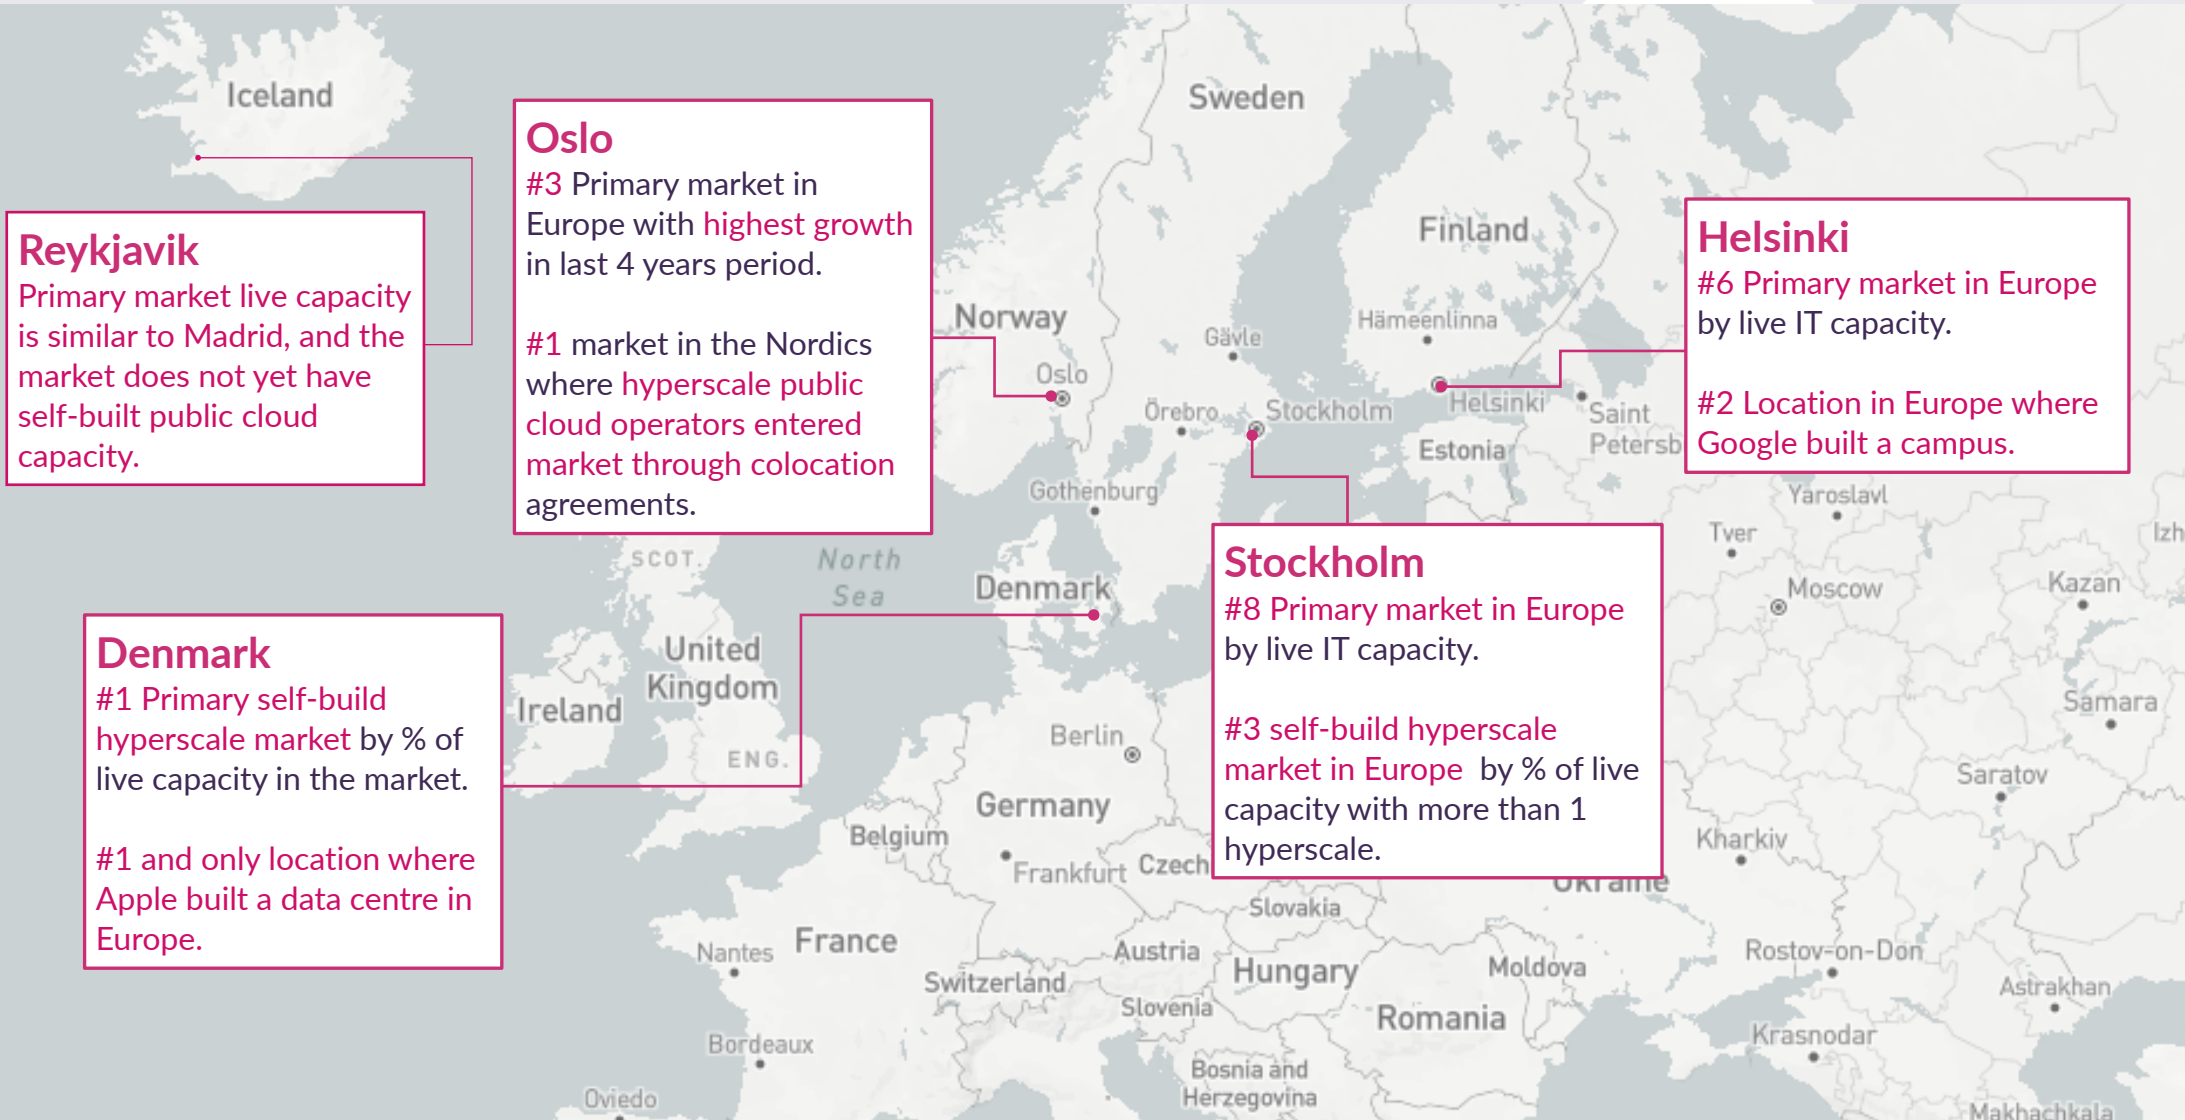 Iceland
Sweden
Oslo
#3 Primary market in
Europe with highest growth
in last 4 years period.
#1 market in the Nordics
where hyperscale public
cloud operators entered
market through colocation
agreements.
Reykjavik
Primary market live capacity
is similar to Madrid, and the
market does not yet have
self-built public cloud
capacity.
Finland
Helsinki
#6 Primary market in Europe
by live IT capacity.
#2 Location in Europe where
Google built a campus.
Norway
Gävle
Hämeenlinna
Oslo
Örebro
Stockholm
Helsinki
Saint
Petersb
Estonia
Gothenburg
Yaroslavl
Tver
Izh
SCOT.
North
Sea
Denmark
Moscow
Kazan
Stockholm
#8 Primary market in Europe
by live IT capacity.
#3 self-build hyperscale
market in Europe by % of live
capacity with more than 1
hyperscale.
Denmark
#1 Primary self-build
hyperscale market by % of
live capacity in the market.
#1 and only location where
Apple built a data centre in
Europe.
United
Kingdom
Ireland
ENG.
Berlin
Samara
Saratov
Germany
Belgium
Frankfurt
Czech
Kharkiv
Ukraine
Slovakia
Nantes
France
Austria
Switzerland
Hungary
Moldova
Rostov-on-Don
Astrakhan
Slovenia
Romania
Krasnodar
Bordeaux
Bosnia and
Herzegovina
Oviedo
Makhachkala